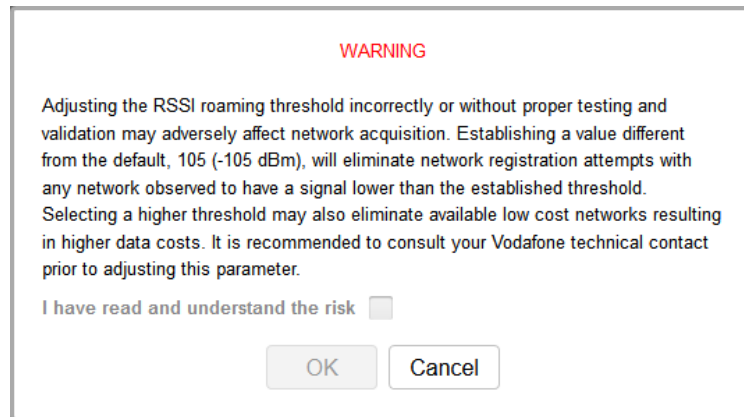 WARNING
Adjusting the RSSI roaming threshold incorrectly or without proper testing and
validation may adversely affect network acquisition. Establishing a value different
from the default, 105 (-105 dBm), will eliminate network registration attempts with
any network observed to have a signal lower than the established threshold.
Selecting a higher threshold may also eliminate available low cost networks resulting
in higher data costs. It is recommended to consult your Vodafone technical contact
prior to adjusting this parameter.
I have read and understand the risk
OK Cancel